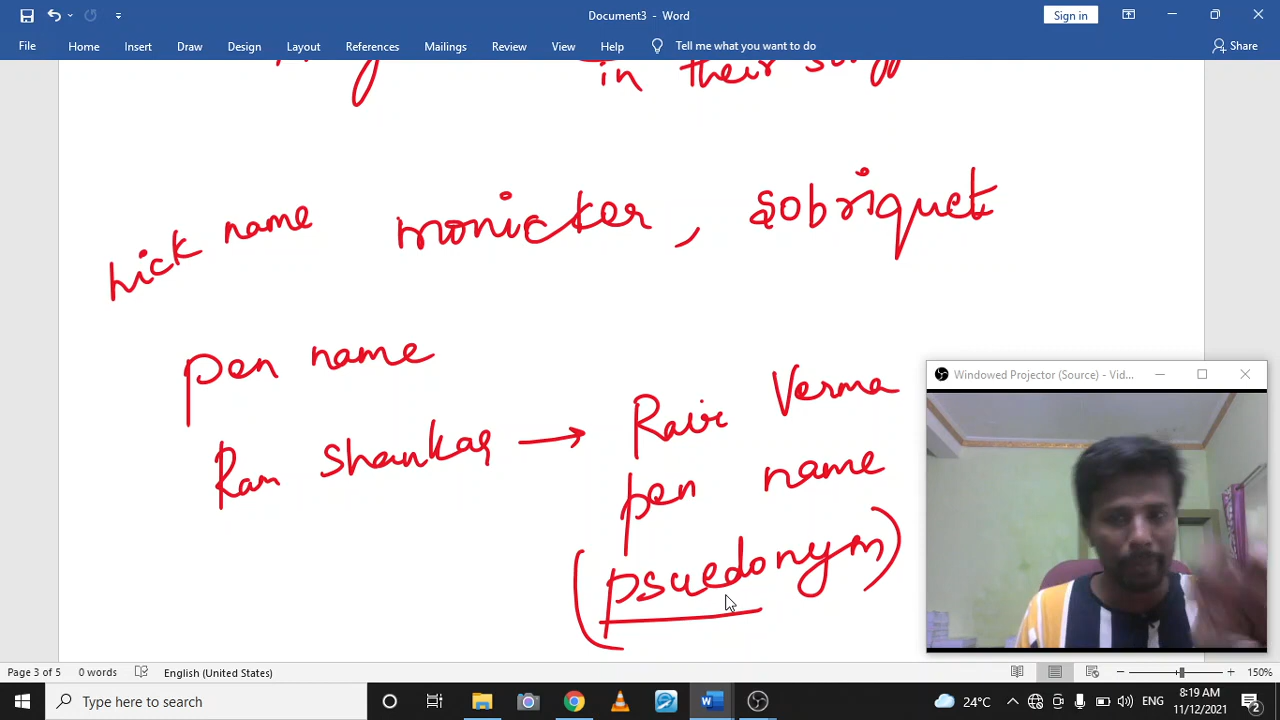 Document3 - Word
Sign in
File Home Insert Draw Design Layout References Mailings Review View Help Tell me what you want to do Share
in their
nick name monicker, sobriquet
pen name
Ram Shankar → Ravi Verma
pen name
(psuedonym)
Windowed Projector (Source) - Vid...
Page 3 of 5 0 words English (United States) 150%
Type here to search
24°C ENG
8:19 AM
11/12/2021
2